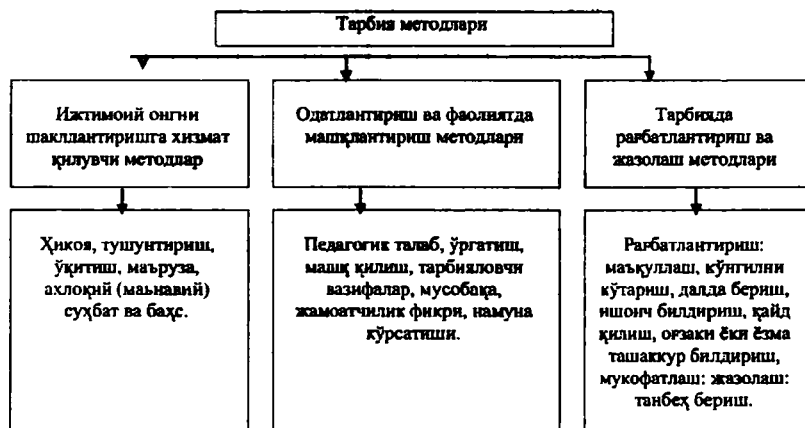 Тарбия методлари
Ижтимоий онгни
шакллантиришга хизмат
қилувчи методлар
Одатлантириш ва фаолиятда
машқлантириш методлари
Тарбияда
рағбатлантириш ва
жазолаш методлари
Ҳикоя, тушунтириш,
ўқитиш, маъруза,
ахлоқий (маънавий)
суҳбат ва баҳс.
Педагогик талаб, ўргатиш,
машқ қилиш, тарбияловчи
вазифалар, мусобақа,
жамоатчилик фикри, намуна
кўрсатиши.
Рағбатлантириш:
маъқуллаш, кўнгилни
кўтариш, далда бериш,
ишонч билдириш, қайд
қилиш, оғзаки ёки ёзма
ташаккур билдириш,
мукофатлаш: жазолаш:
танбеҳ бериш.